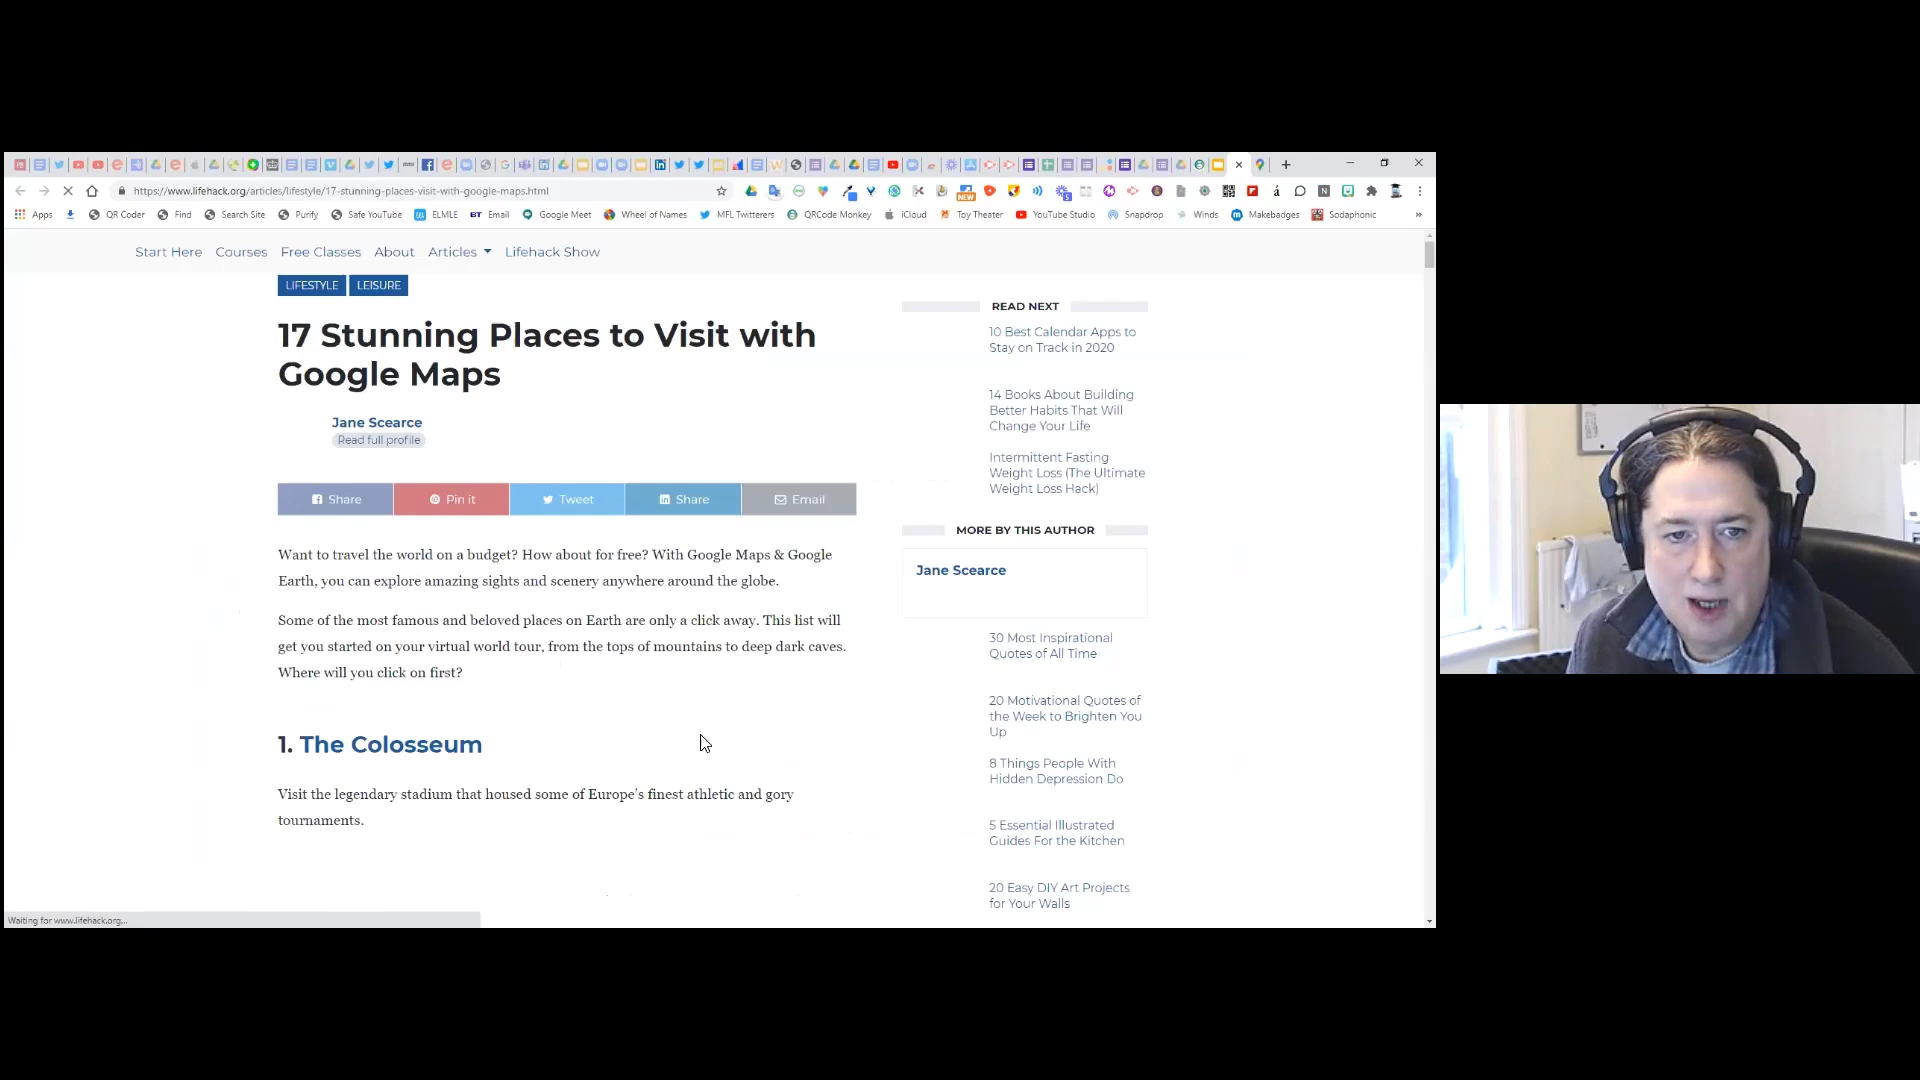 https://www.lifehack.org/articles/lifestyle/17-stunning-places-visit-with-google-maps.html
Apps QR Coder Find Search Site Purify Safe YouTube ELMLE BT Email Google Meet Wheel of Names MFL Twitterers QRCode Monkey iCloud Toy Theater YouTube Studio Snapdrop Winds Makebadges Sodaphonic »
Start Here Courses Free Classes About Articles Lifehack Show
LIFESTYLE LEISURE
17 Stunning Places to Visit with
Google Maps
Jane Scearce
Read full profile
Share Pin it Tweet Share Email
Want to travel the world on a budget? How about for free? With Google Maps & Google
Earth, you can explore amazing sights and scenery anywhere around the globe.
Some of the most famous and beloved places on Earth are only a click away. This list will
get you started on your virtual world tour, from the tops of mountains to deep dark caves.
Where will you click on first?
1. The Colosseum
Visit the legendary stadium that housed some of Europe's finest athletic and gory
tournaments.
READ NEXT
10 Best Calendar Apps to
Stay on Track in 2020
14 Books About Building
Better Habits That Will
Change Your Life
Intermittent Fasting
Weight Loss (The Ultimate
Weight Loss Hack)
MORE BY THIS AUTHOR
Jane Scearce
30 Most Inspirational
Quotes of All Time
20 Motivational Quotes of
the Week to Brighten You
Up
8 Things People With
Hidden Depression Do
5 Essential Illustrated
Guides For the Kitchen
20 Easy DIY Art Projects
for Your Walls
Waiting for www.lifehack.org...